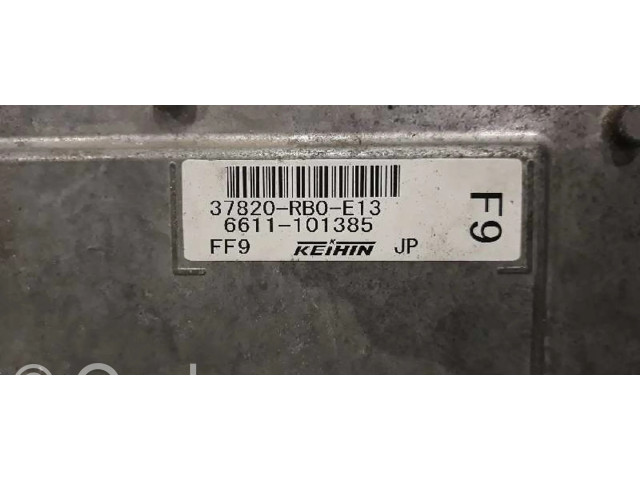 37820-RB0-E13
6611-101385
FF9 KEIHIN JP
F9
©